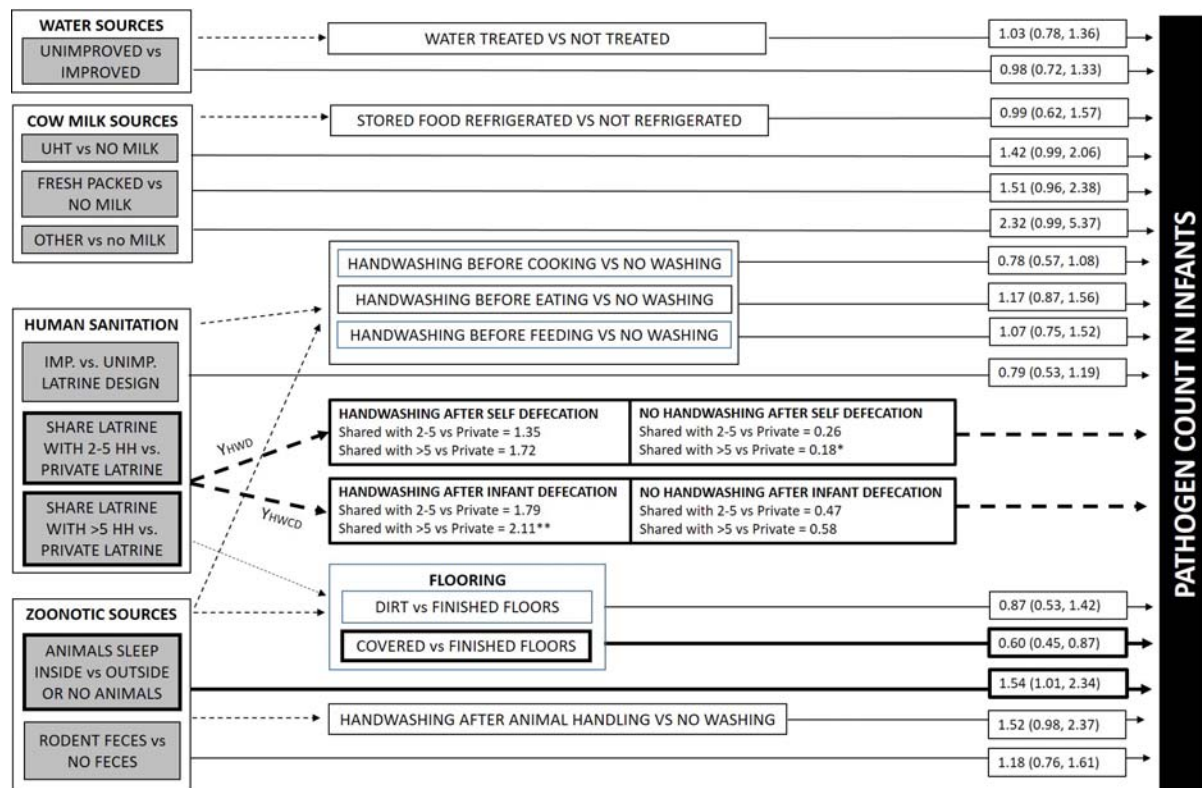 WATER SOURCES
UNIMPROVED vs
IMPROVED
WATER TREATED VS NOT TREATED
1.03 (0.78, 1.36)
0.98 (0.72, 1.33)
COW MILK SOURCES
UHT vs NO MILK
FRESH PACKED vs
NO MILK
OTHER vs no MILK
STORED FOOD REFRIGERATED VS NOT REFRIGERATED
0.99 (0.62, 1.57)
1.42 (0.99, 2.06)
1.51 (0.96, 2.38)
2.32 (0.99, 5.37)
HANDWASHING BEFORE COOKING VS NO WASHING
0.78 (0.57, 1.08)
HANDWASHING BEFORE EATING VS NO WASHING
1.17 (0.87, 1.56)
HANDWASHING BEFORE FEEDING VS NO WASHING
1.07 (0.75, 1.52)
HUMAN SANITATION
IMP. vs. UNIMP.
LATRINE DESIGN
0.79 (0.53, 1.19)
SHARE LATRINE
WITH 2-5 HH vs.
PRIVATE LATRINE
SHARE LATRINE
WITH >5 HH vs.
PRIVATE LATRINE
YHWD
HANDWASHING AFTER SELF DEFECATION
Shared with 2-5 vs Private = 1.35
Shared with >5 vs Private = 1.72
NO HANDWASHING AFTER SELF DEFECATION
Shared with 2-5 vs Private = 0.26
Shared with >5 vs Private = 0.18*
YHWCD
HANDWASHING AFTER INFANT DEFECATION
Shared with 2-5 vs Private = 1.79
Shared with >5 vs Private = 2.11**
NO HANDWASHING AFTER INFANT DEFECATION
Shared with 2-5 vs Private = 0.47
Shared with >5 vs Private = 0.58
FLOORING
DIRT vs FINISHED FLOORS
0.87 (0.53, 1.42)
COVERED vs FINISHED FLOORS
0.60 (0.45, 0.87)
ZOONOTIC SOURCES
ANIMALS SLEEP
INSIDE vs OUTSIDE
OR NO ANIMALS
1.54 (1.01, 2.34)
HANDWASHING AFTER ANIMAL HANDLING VS NO WASHING
1.52 (0.98, 2.37)
RODENT FECES vs
NO FECES
1.18 (0.76, 1.61)
PATHOGEN COUNT IN INFANTS